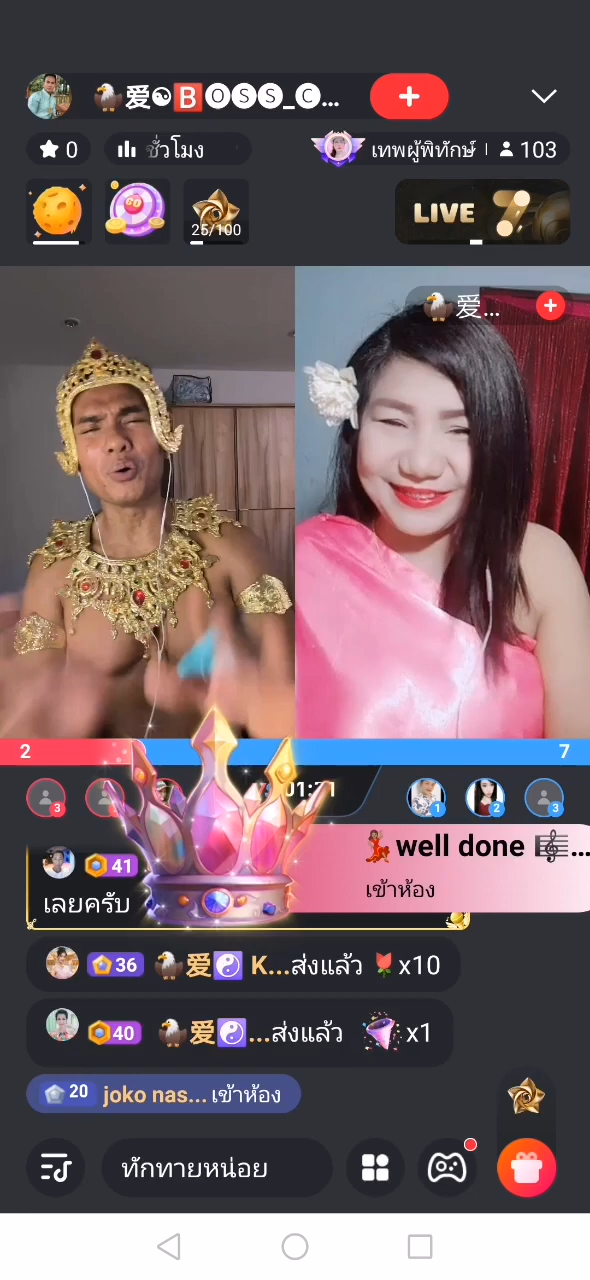 🦅爱☯🅱🅞🅢🅢_🅒...
0
ชั่วโมง
เทพผู้พิทักษ์ | 103
GO
25/100
LIVE
🦅爱...
2
7
3
1
2
3
🦅💃well done 🎼...
41
เข้าห้อง
เลยครับ
36 🦅爱☯ K...ส่งแล้ว 🌷x10
40 🦅爱☯...ส่งแล้ว x1
20 joko nas... เข้าห้อง
ทักทายหน่อย